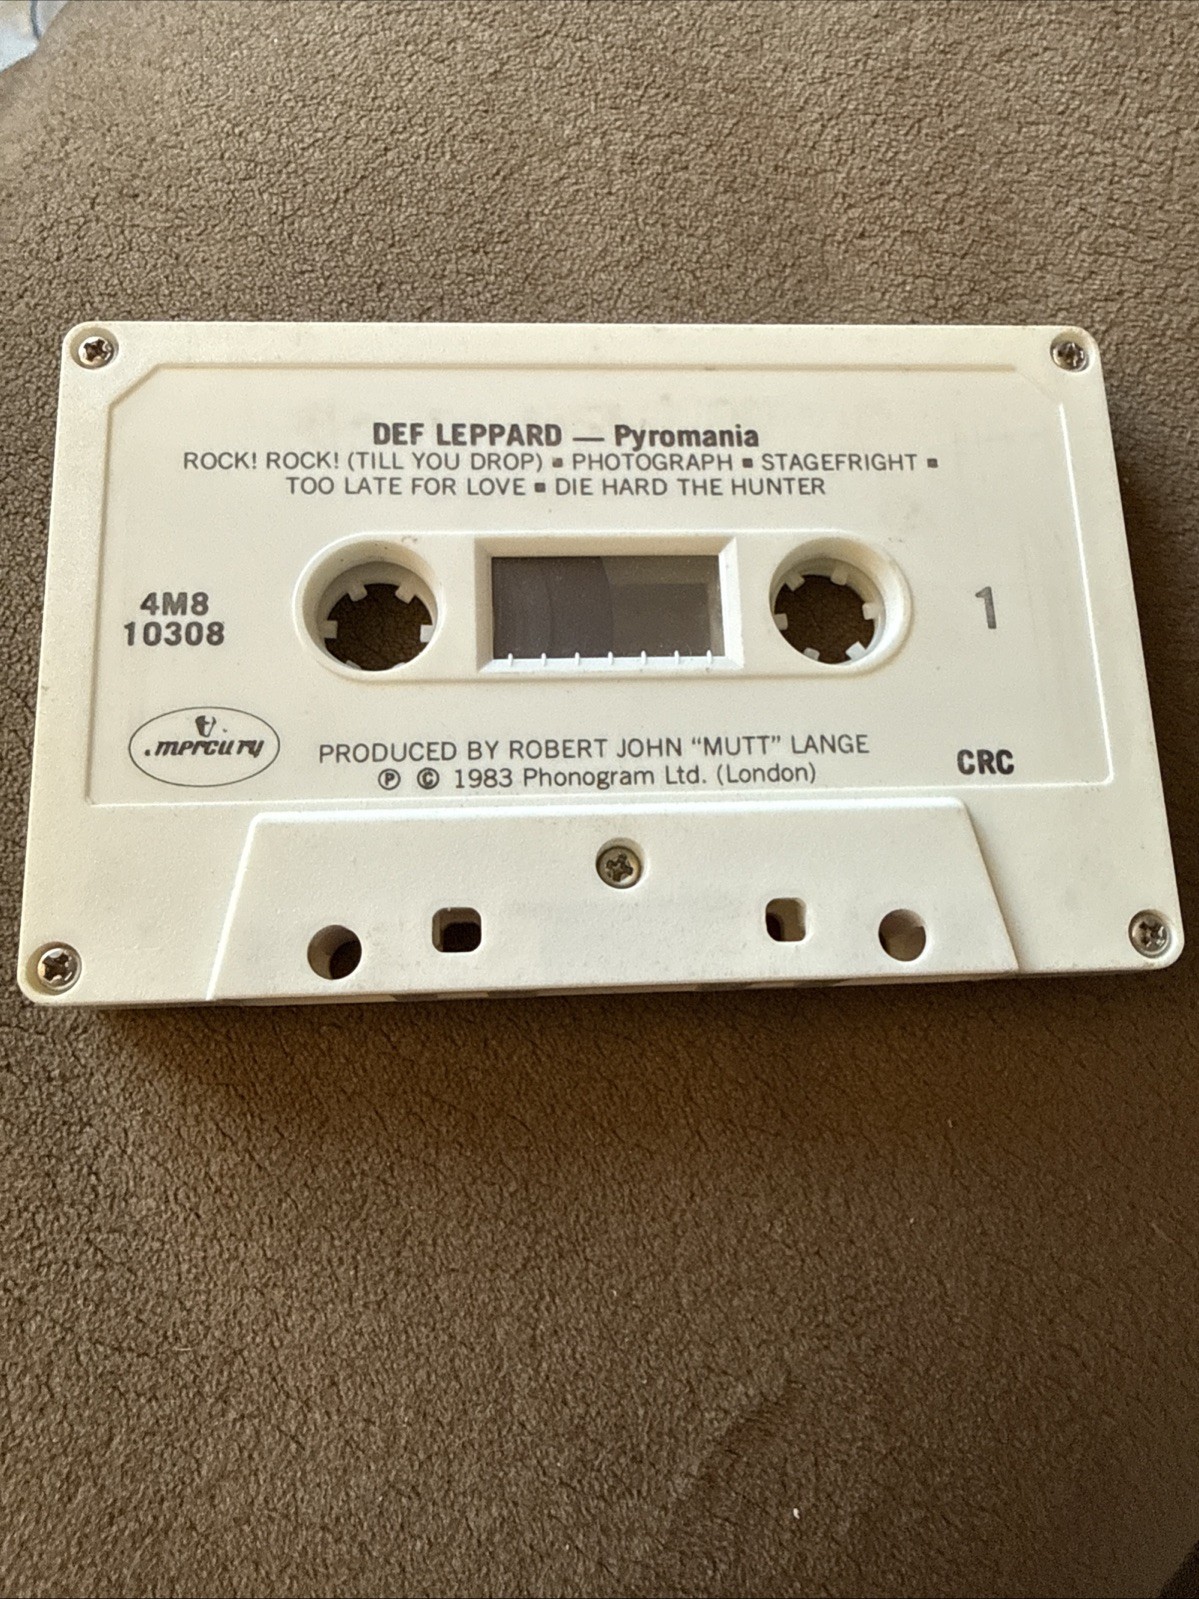 DEF LEPPARD — Pyromania
ROCK! ROCK! (TILL YOU DROP) ▪ PHOTOGRAPH ▪ STAGEFRIGHT ▪
TOO LATE FOR LOVE ▪ DIE HARD THE HUNTER
4M8
10308
1
mercury
PRODUCED BY ROBERT JOHN “MUTT” LANGE
Ⓟ © 1983 Phonogram Ltd. (London)
CRC